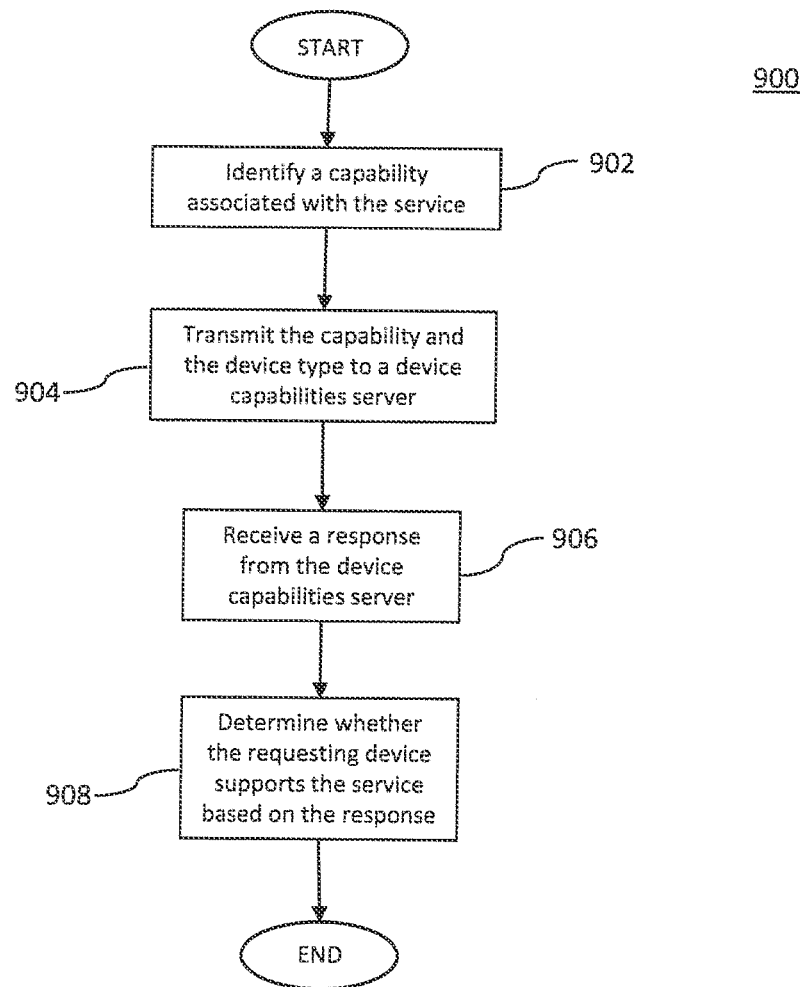 START
900
Identify a capability
associated with the service
902
Transmit the capability and
the device type to a device
capabilities server
904
Receive a response
from the device
capabilities server
906
Determine whether
the requesting device
supports the service
based on the response
908
END